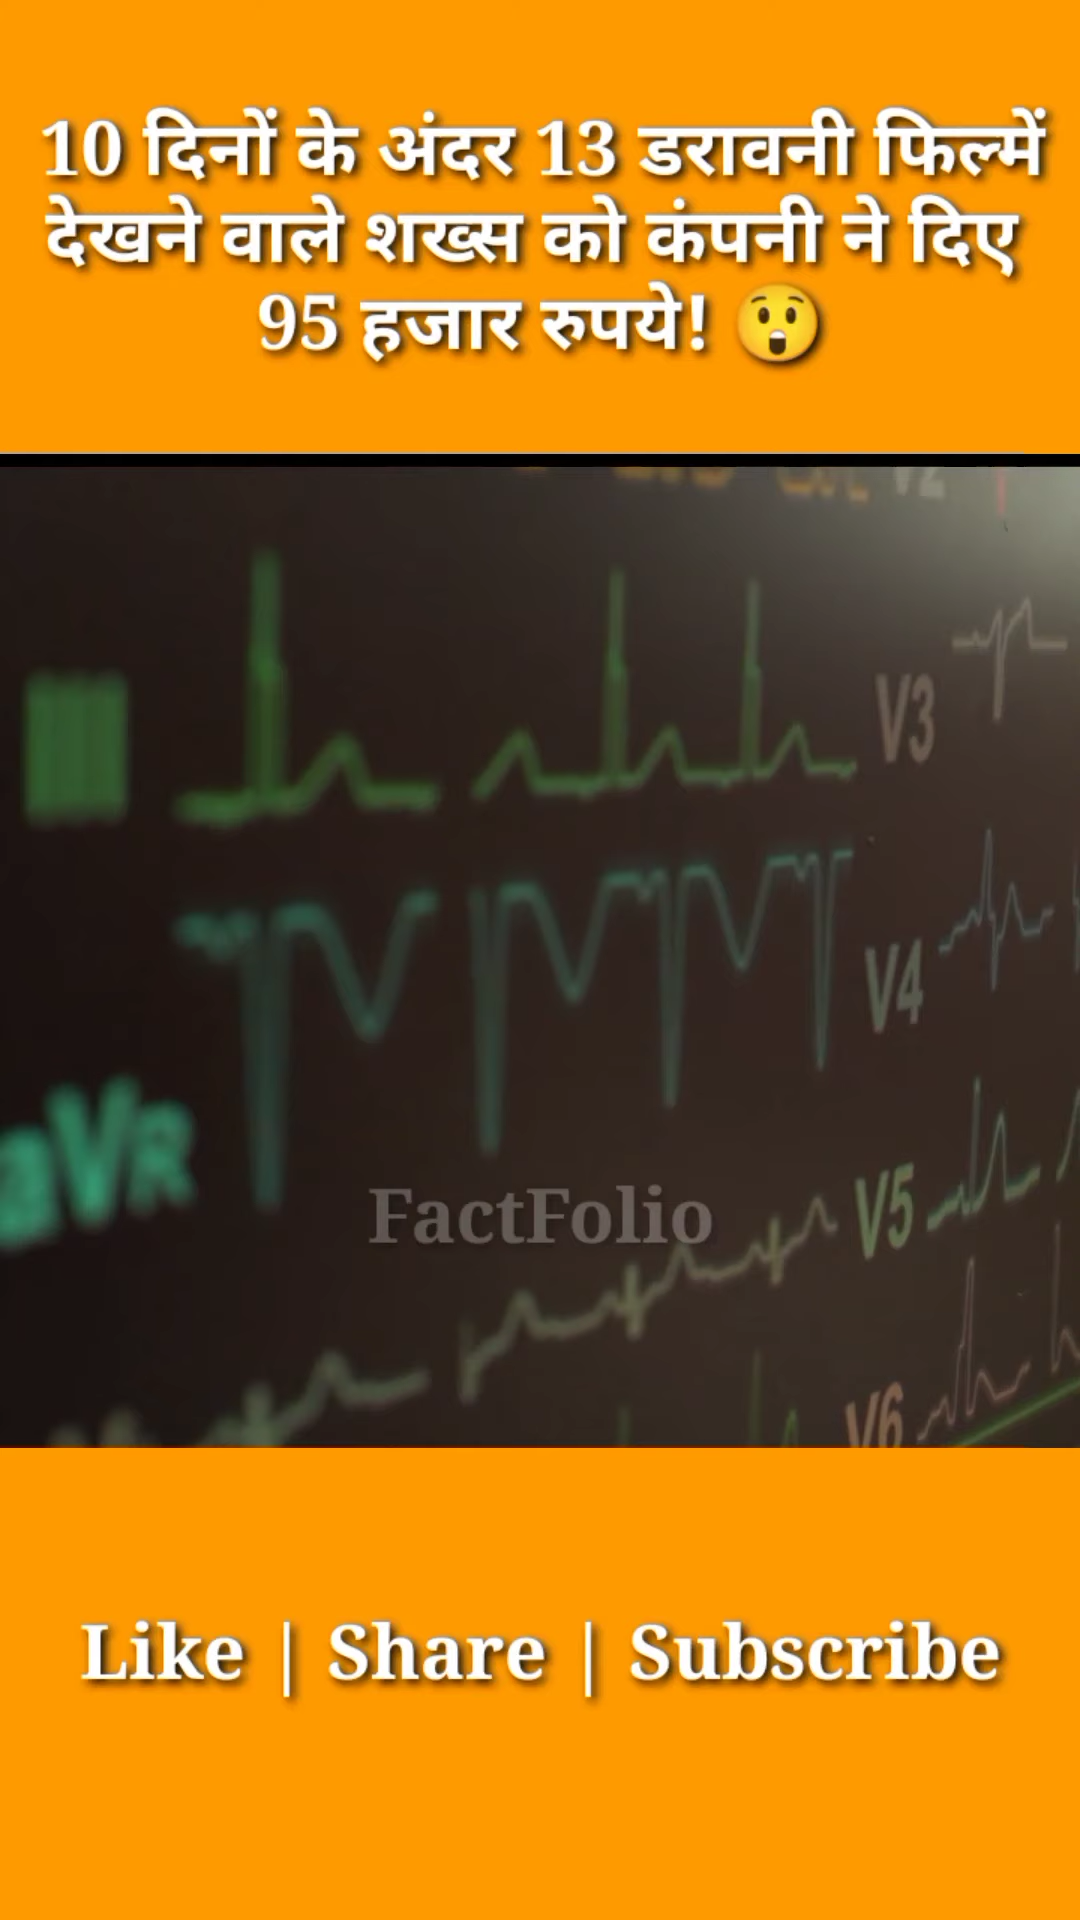 10 दिनों के अंदर 13 डरावनी फिल्में
देखने वाले शख्स को कंपनी ने दिए
95 हजार रुपये! 😲
V2
V3
V4
aVR
FactFolio
V5
V6
Like | Share | Subscribe